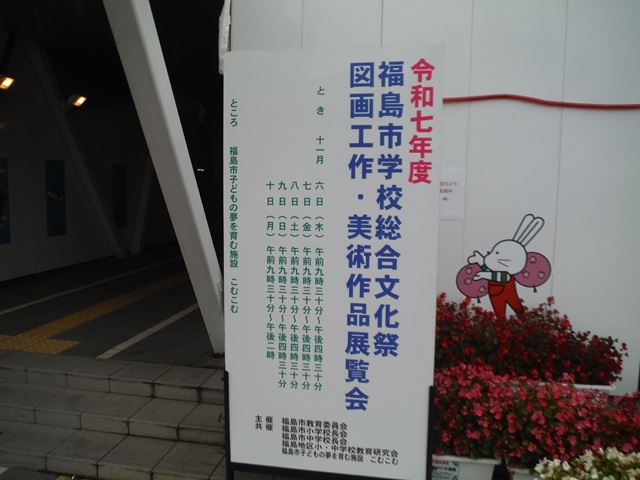 令和七年度
福島市学校総合文化祭
図画工作・美術作品展覧会
とき 十一月 六日(木)午前九時三十分～午後四時三十分
七日(金)午前九時三十分～午後四時三十分
八日(土)午前九時三十分～午後四時三十分
九日(日)午前九時三十分～午後四時三十分
十日(月)午前九時三十分～午後二時
ところ 福島市子どもの夢を育む施設 こむこむ
主催 福島市教育委員会
共催 福島市小学校長会
福島市中学校長会
福島地区小・中学校教育研究会
福島市子どもの夢を育む施設 こむこむ